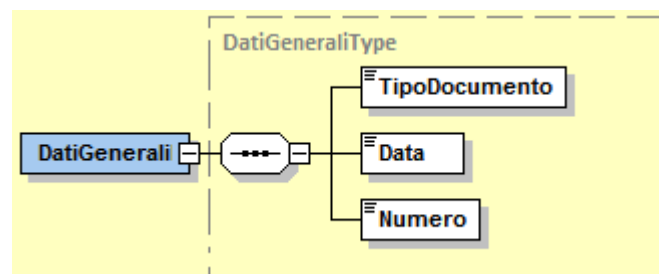 DatiGeneraliType
TipoDocumento
DatiGenerali
Data
Numero